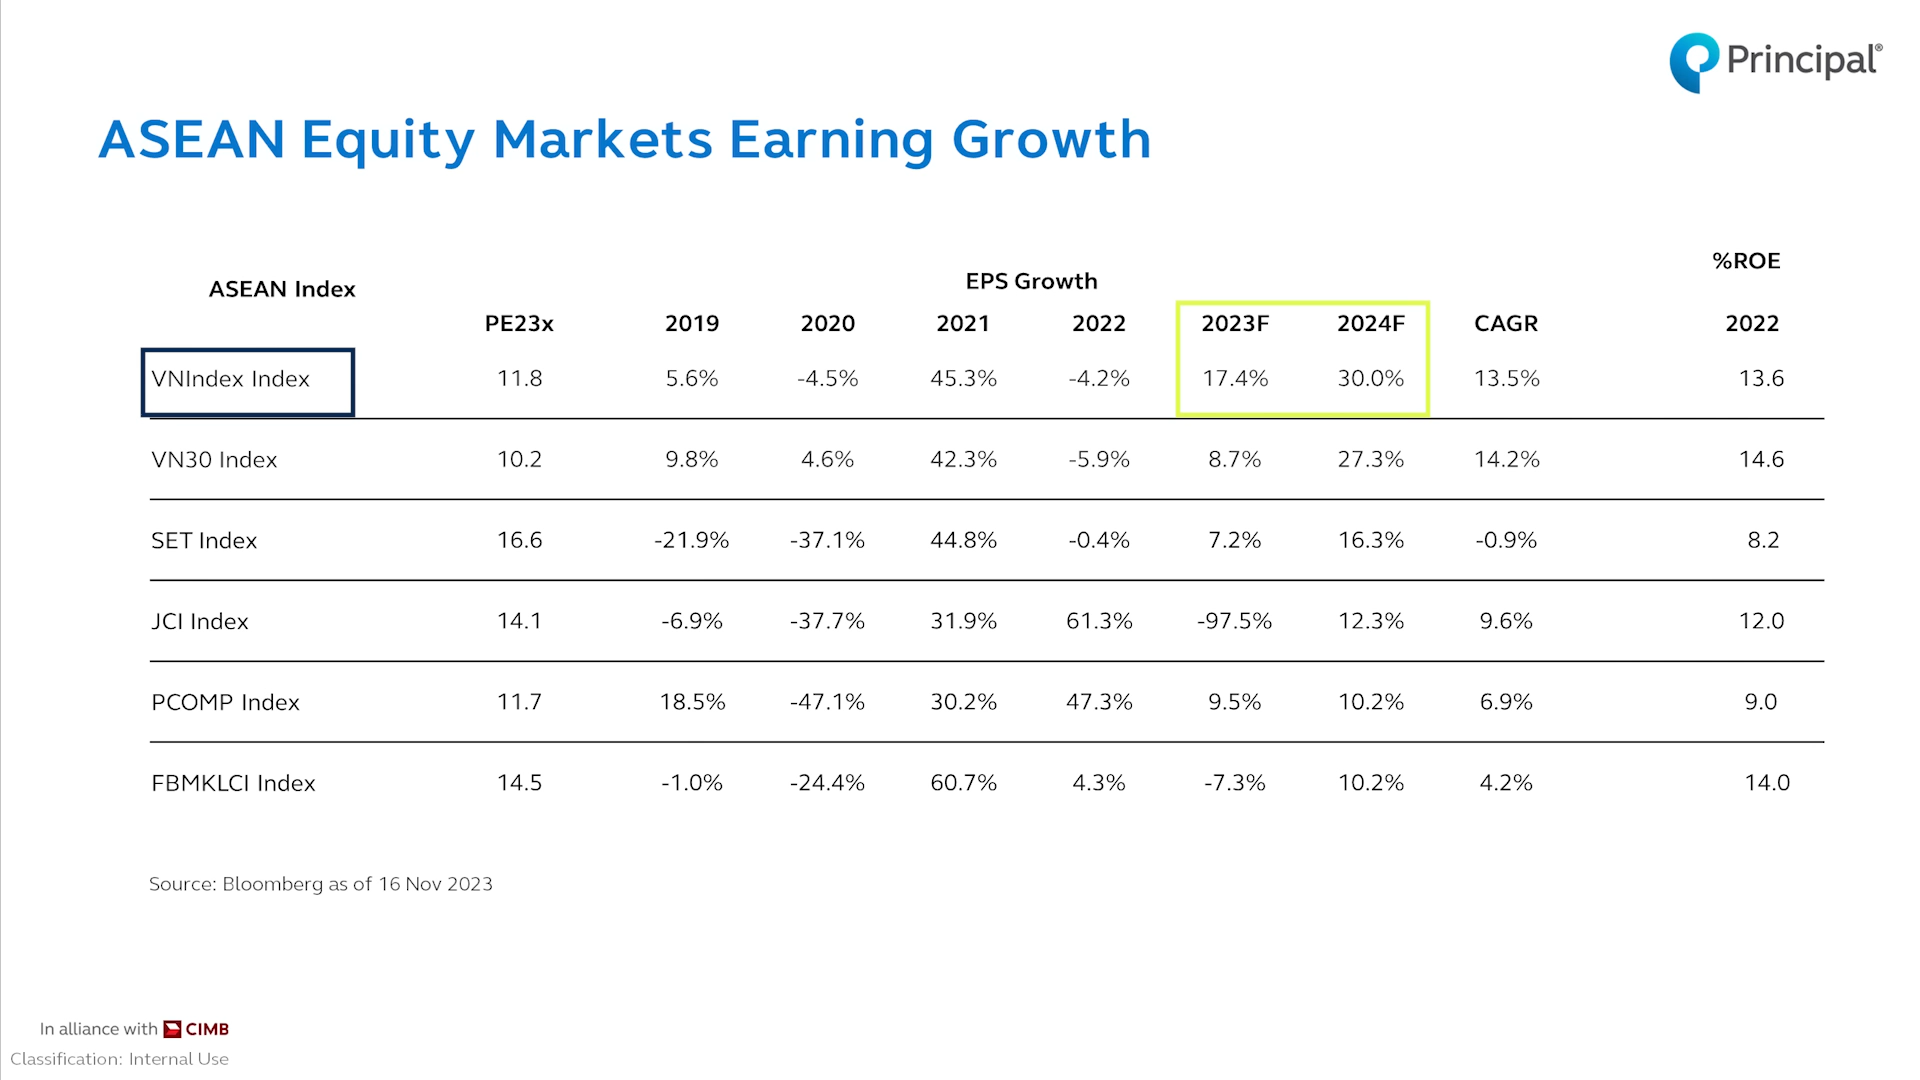 Principal®
ASEAN Equity Markets Earning Growth
%ROE
ASEAN Index EPS Growth
PE23x 2019 2020 2021 2022 2023F 2024F CAGR 2022
VNIndex Index 11.8 5.6% -4.5% 45.3% -4.2% 17.4% 30.0% 13.5% 13.6
VN30 Index 10.2 9.8% 4.6% 42.3% -5.9% 8.7% 27.3% 14.2% 14.6
SET Index 16.6 -21.9% -37.1% 44.8% -0.4% 7.2% 16.3% -0.9% 8.2
JCI Index 14.1 -6.9% -37.7% 31.9% 61.3% -97.5% 12.3% 9.6% 12.0
PCOMP Index 11.7 18.5% -47.1% 30.2% 47.3% 9.5% 10.2% 6.9% 9.0
FBMKLCI Index 14.5 -1.0% -24.4% 60.7% 4.3% -7.3% 10.2% 4.2% 14.0
Source: Bloomberg as of 16 Nov 2023
In alliance with CIMB
Classification: Internal Use